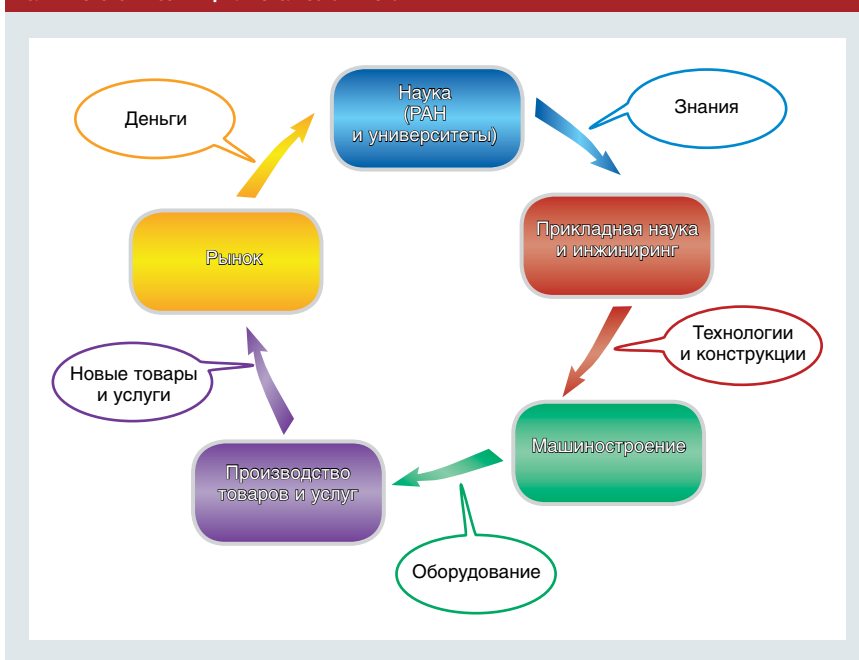 Наука
(РАН
и университеты)
Деньги
Знания
Прикладная наука
и инжиниринг
Рынок
Технологии
и конструкции
Новые товары
и услуги
Машиностроение
Производство
товаров и услуг
Оборудование